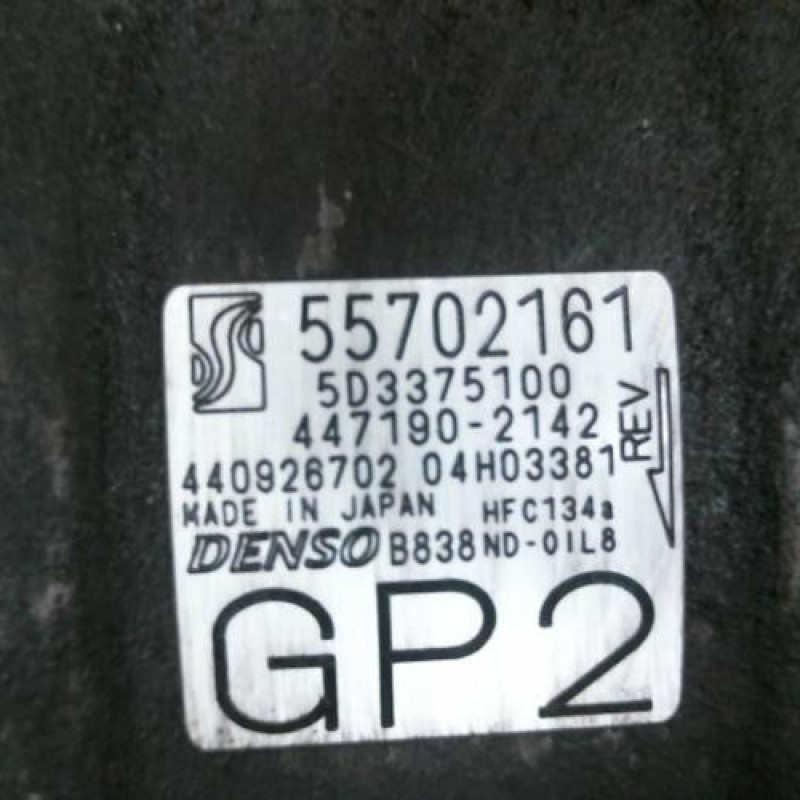 55702161
5D3375100
447190-2142
440926702 04H03381
REV
MADE IN JAPAN HFC134a
DENSO B838 ND-OIL8
GP2